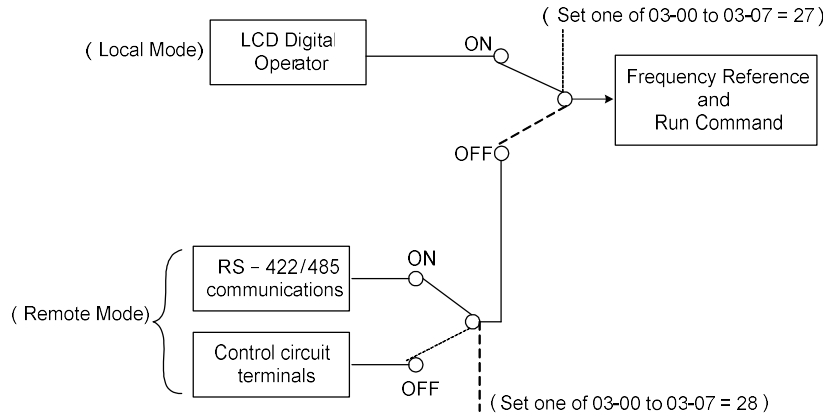 ( Set one of 03-00 to 03-07 = 27 )
( Local Mode)
LCD Digital
Operator
ON
Frequency Reference
and
Run Command
OFF
RS – 422/485
communications
ON
( Remote Mode)
Control circuit
terminals
OFF
( Set one of 03-00 to 03-07 = 28 )